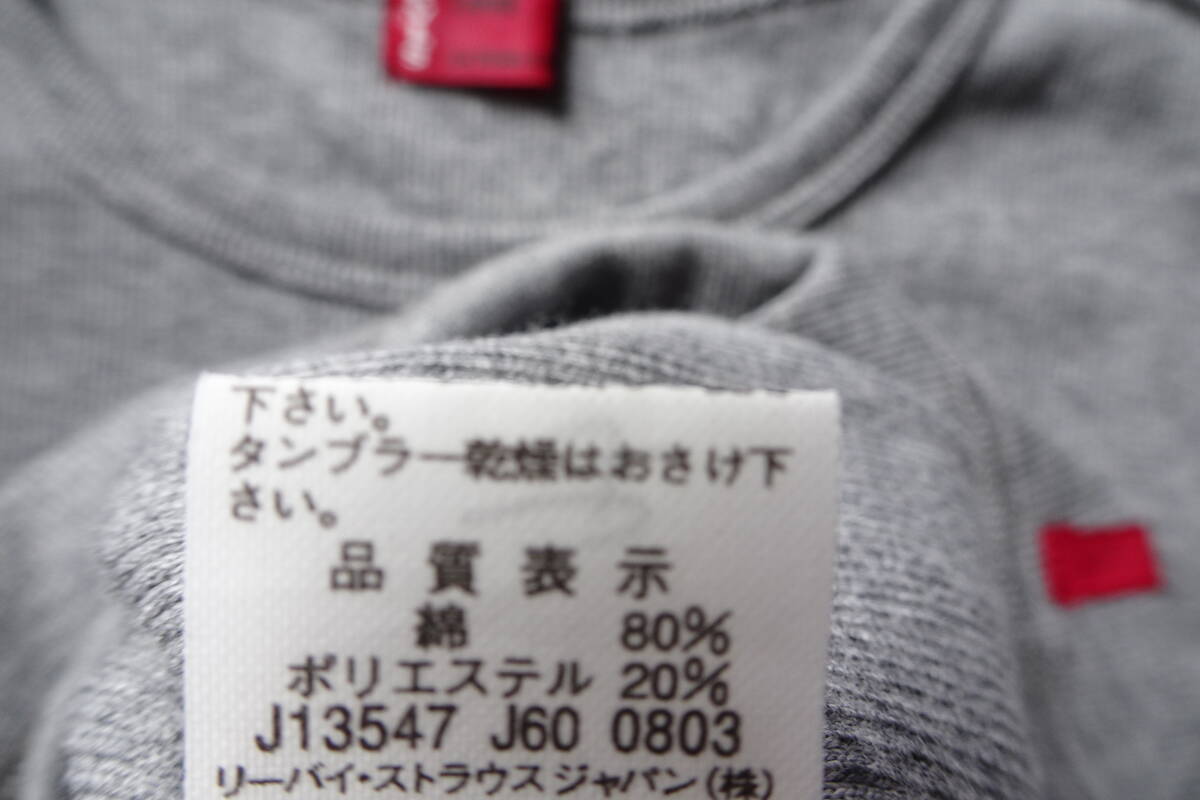 下さい。
タンブラー乾燥はおさけ下
さい。
品質表示
綿 80%
ポリエステル 20%
J13547 J60 0803
リーバイ・ストラウスジャパン(株)